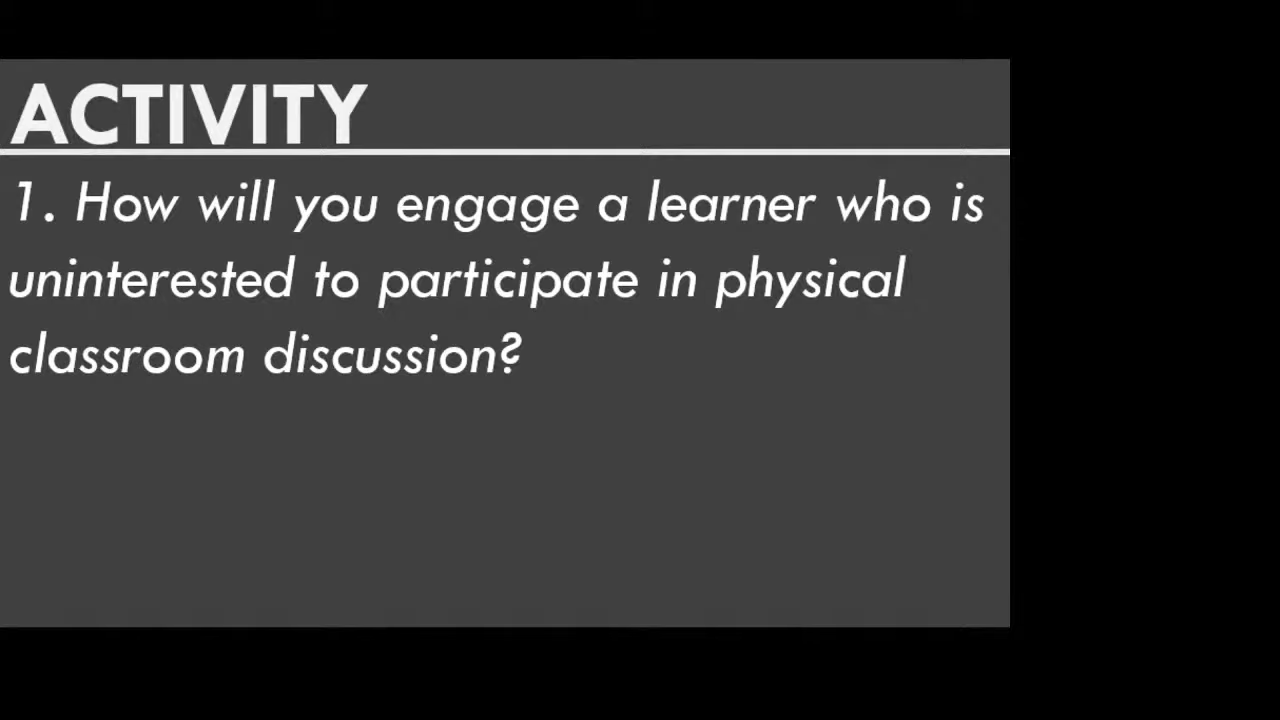 ACTIVITY
1. How will you engage a learner who is
uninterested to participate in physical
classroom discussion?